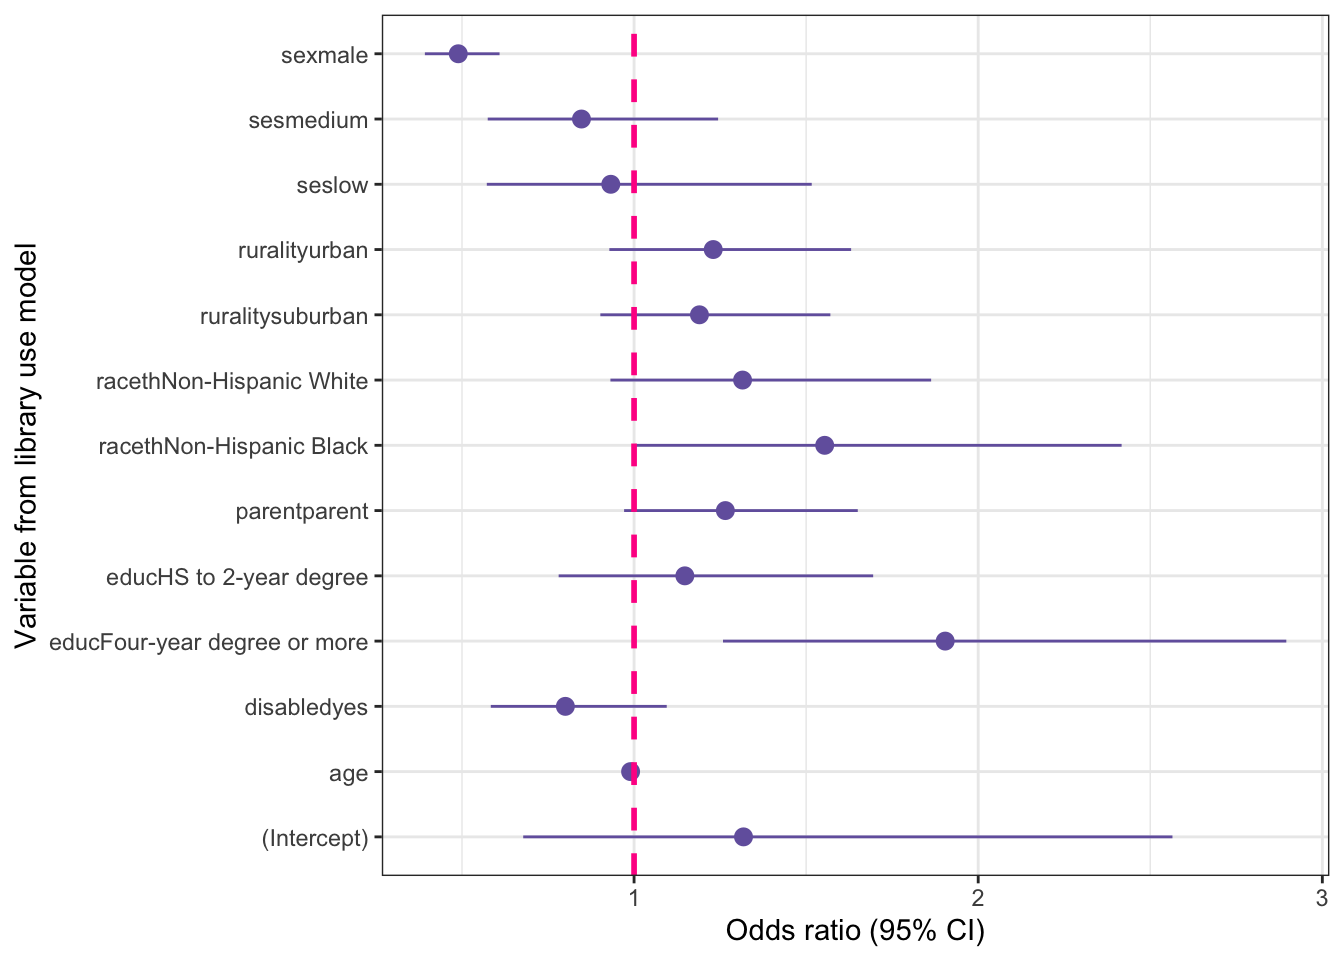 sexmale
sesmedium
seslow
ruralityurban
ruralitysuburban
racethNon-Hispanic White
racethNon-Hispanic Black
parentparent
educHS to 2-year degree
educFour-year degree or more
disabledyes
age
(Intercept)
Variable from library use model
1 2 3
Odds ratio (95% CI)